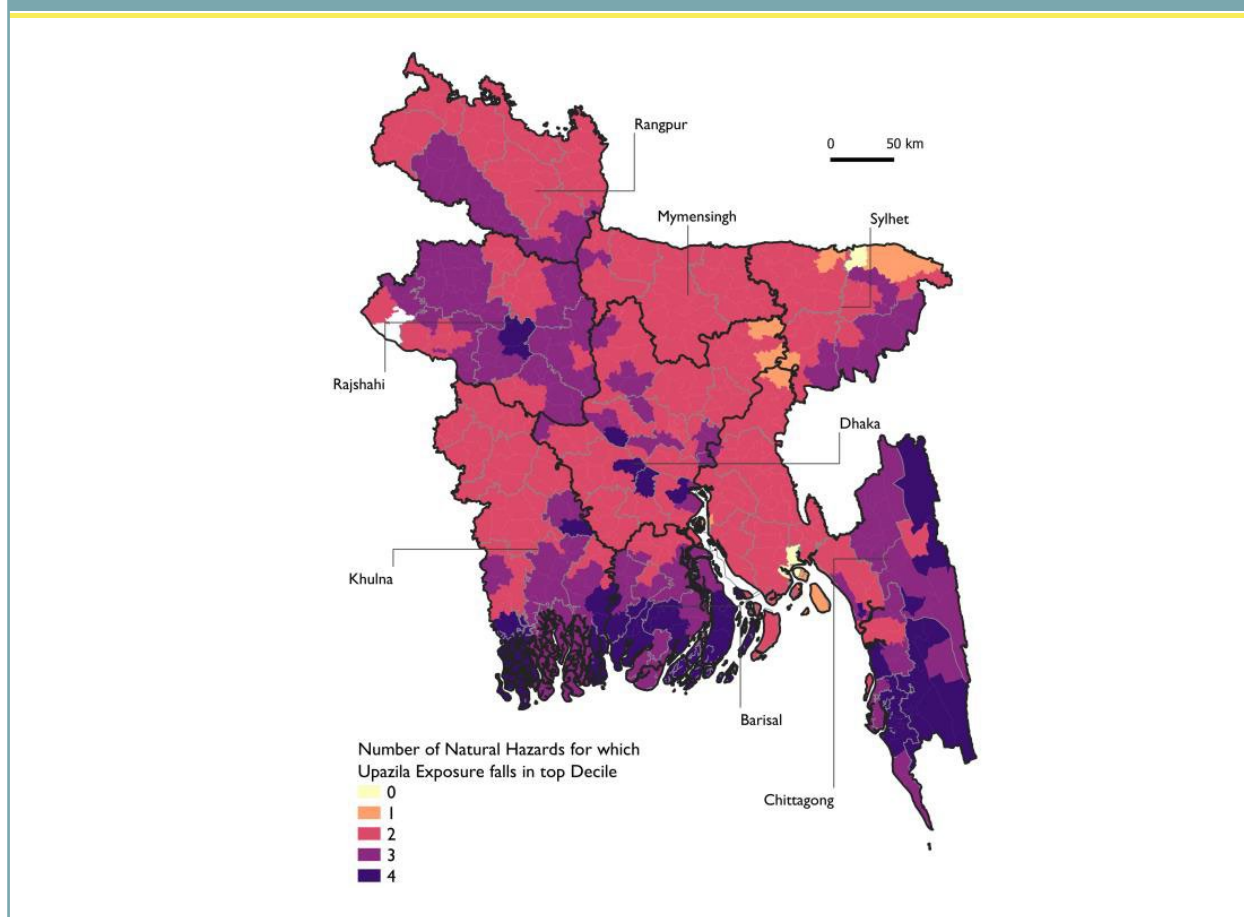 Rangpur
0 50 km
Mymensingh
Sylhet
Rajshahi
Dhaka
Khulna
Barisal
Number of Natural Hazards for which
Upazila Exposure falls in top Decile
0
1
2
3
4
Chittagong